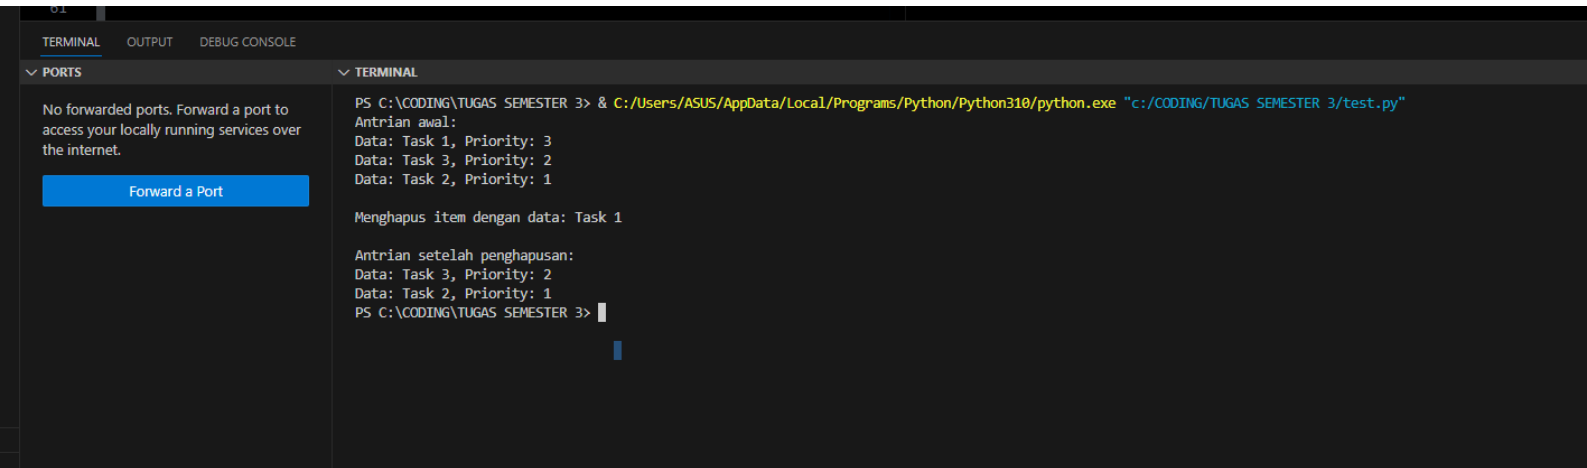 61
TERMINAL OUTPUT DEBUG CONSOLE
PORTS
No forwarded ports. Forward a port to
access your locally running services over
the internet.
Forward a Port
TERMINAL
PS C:\CODING\TUGAS SEMESTER 3> & C:/Users/ASUS/AppData/Local/Programs/Python/Python310/python.exe "c:/CODING/TUGAS SEMESTER 3/test.py"
Antrian awal:
Data: Task 1, Priority: 3
Data: Task 3, Priority: 2
Data: Task 2, Priority: 1
Menghapus item dengan data: Task 1
Antrian setelah penghapusan:
Data: Task 3, Priority: 2
Data: Task 2, Priority: 1
PS C:\CODING\TUGAS SEMESTER 3>